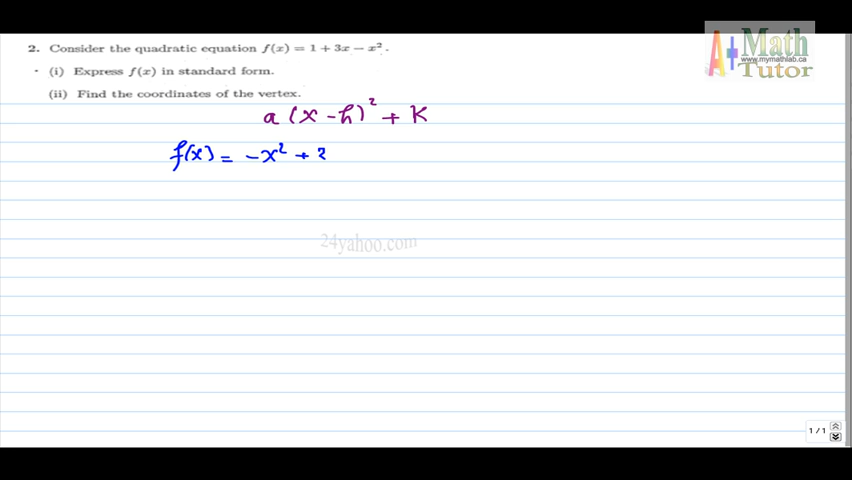 A+ Math
www.mymathlab.ca
Tutor
2. Consider the quadratic equation f(x) = 1 + 3x − x².
(i) Express f(x) in standard form.
(ii) Find the coordinates of the vertex.
a (x − h)² + K
f(x) = −x² + 3
24yahoo.com
1 / 1